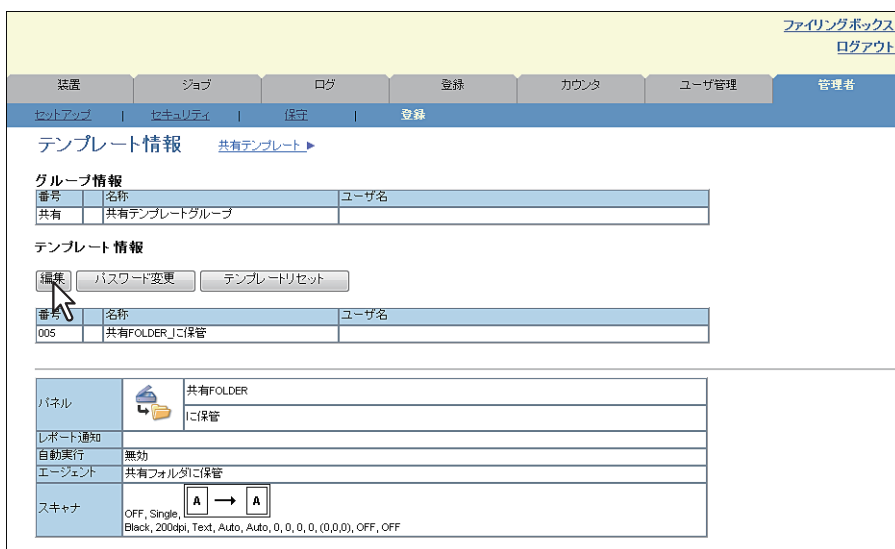 ファイリングボックス
ログアウト
装置 ジョブ ログ 登録 カウンタ ユーザ管理 管理者
セットアップ | セキュリティ | 保守 | 登録
テンプレート情報 共有テンプレート ▶
グループ情報
番号 名称 ユーザ名
共有 共有テンプレートグループ
テンプレート情報
編集 パスワード変更 テンプレートリセット
番号 名称 ユーザ名
005 共有FOLDER_に保管
パネル 共有FOLDER
に保管
レポート通知
自動実行 無効
エージェント 共有フォルダに保管
スキャナ OFF, Single, A → A
Black, 200dpi, Text, Auto, Auto, 0, 0, 0, 0, (0,0,0), OFF, OFF